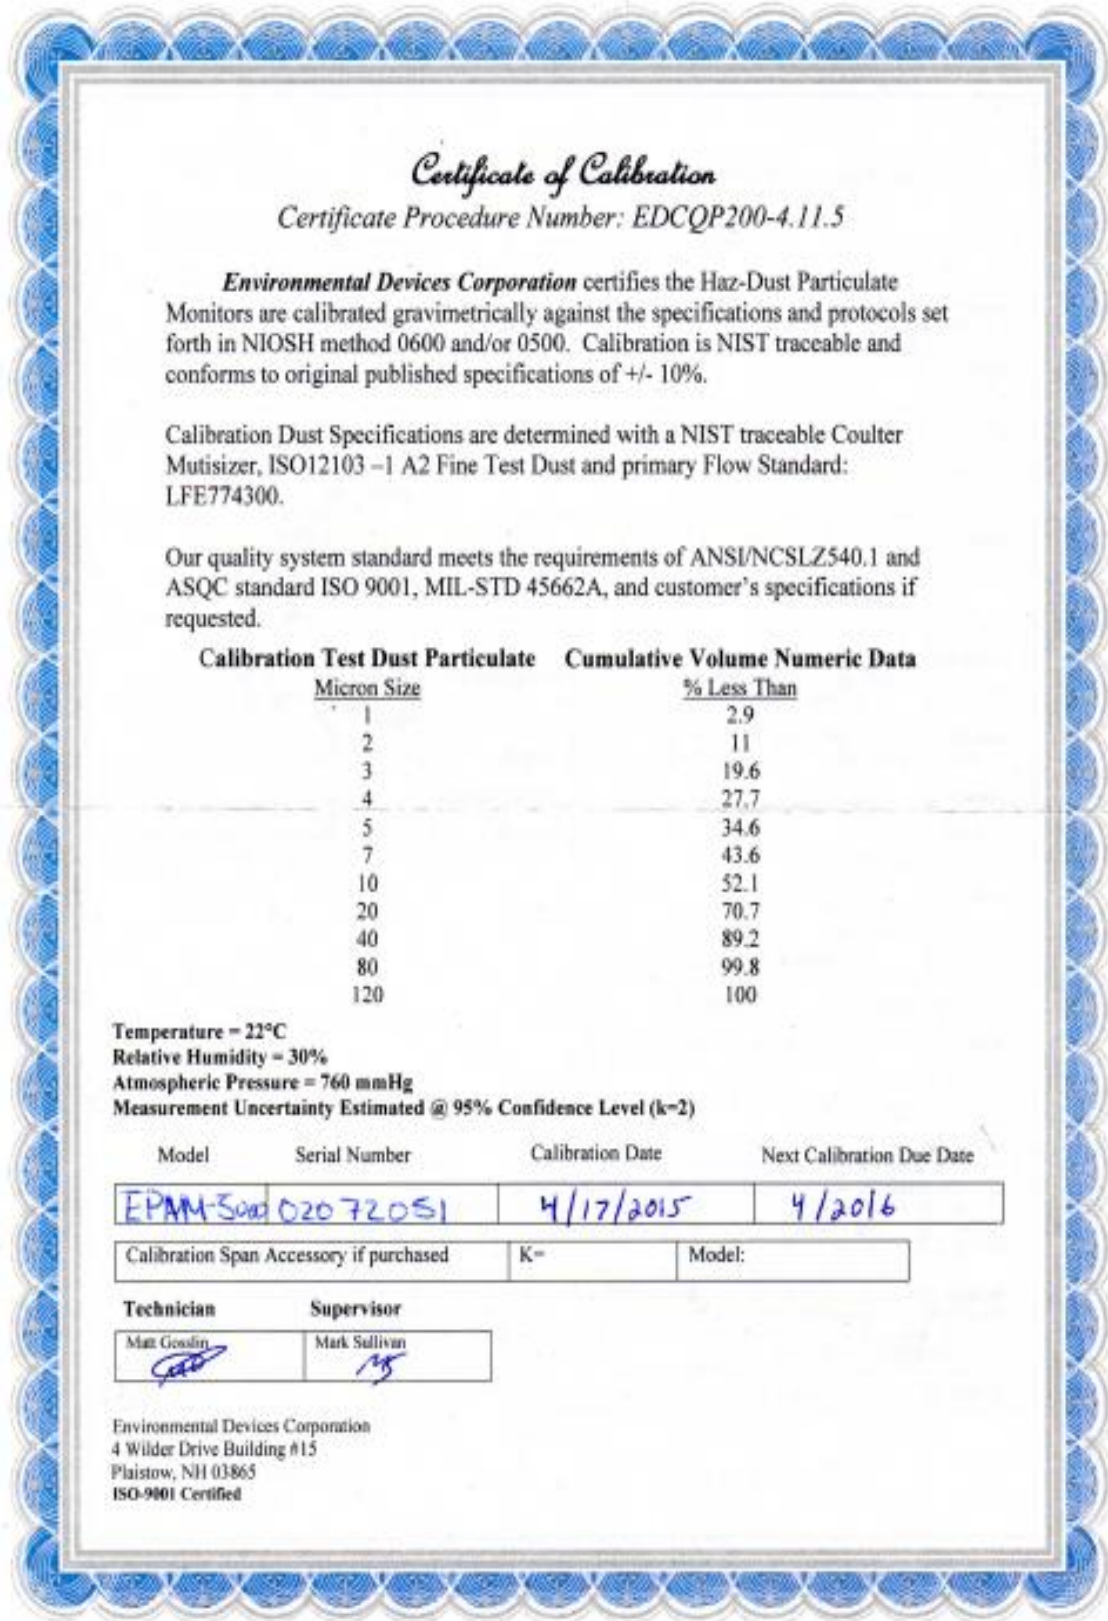 Certificate of Calibration
Certificate Procedure Number: EDCQP200-4.11.5
Environmental Devices Corporation certifies the Haz-Dust Particulate
Monitors are calibrated gravimetrically against the specifications and protocols set
forth in NIOSH method 0600 and/or 0500. Calibration is NIST traceable and
conforms to original published specifications of +/- 10%.
Calibration Dust Specifications are determined with a NIST traceable Coulter
Mutisizer, ISO12103 –1 A2 Fine Test Dust and primary Flow Standard:
LFE774300.
Our quality system standard meets the requirements of ANSI/NCSLZ540.1 and
ASQC standard ISO 9001, MIL-STD 45662A, and customer's specifications if
requested.
Calibration Test Dust Particulate Cumulative Volume Numeric Data
Micron Size % Less Than
1 2.9
2 11
3 19.6
4 27.7
5 34.6
7 43.6
10 52.1
20 70.7
40 89.2
80 99.8
120 100
Temperature = 22°C
Relative Humidity = 30%
Atmospheric Pressure = 760 mmHg
Measurement Uncertainty Estimated @ 95% Confidence Level (k=2)
Model Serial Number Calibration Date Next Calibration Due Date
EPAM-5000 02072051 4/17/2015 4/2016
Calibration Span Accessory if purchased K= Model:
Technician Supervisor
Matt Gosslin Mark Sullivan
MS
Environmental Devices Corporation
4 Wilder Drive Building #15
Plaistow, NH 03865
ISO-9001 Certified